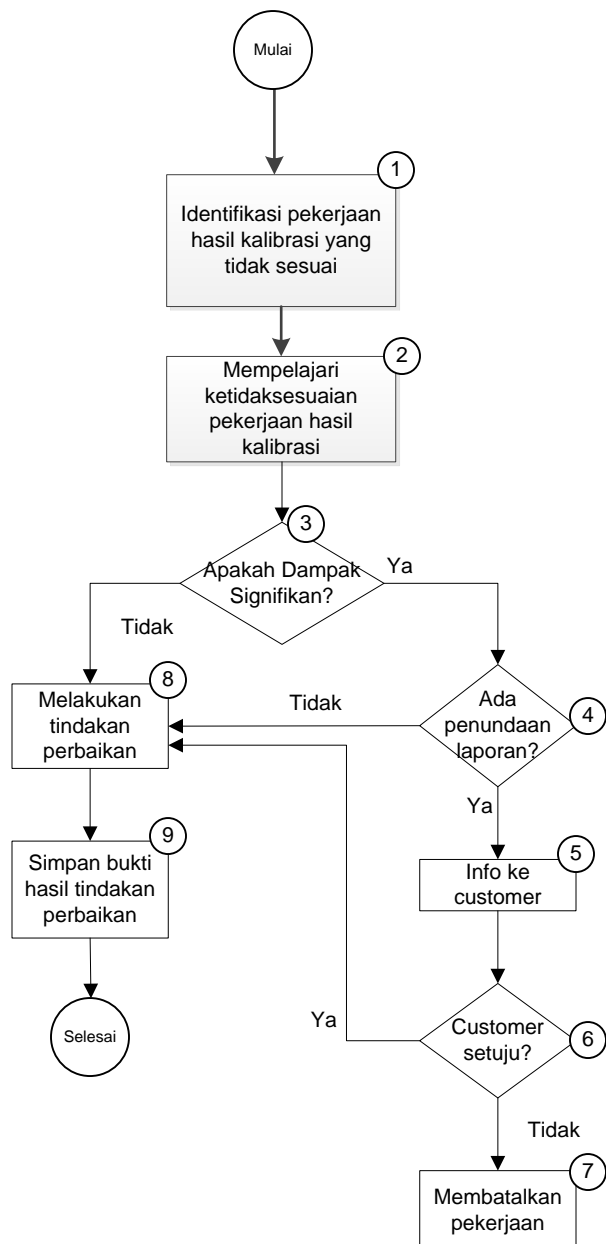 Mulai
1
Identifikasi pekerjaan
hasil kalibrasi yang
tidak sesuai
2
Mempelajari
ketidaksesuaian
pekerjaan hasil
kalibrasi
3
Apakah Dampak
Signifikan?
Ya
Tidak
8
Melakukan
tindakan
perbaikan
Tidak
Ada
penundaan
laporan?
4
Ya
9
Simpan bukti
hasil tindakan
perbaikan
5
Info ke
customer
Selesai
Ya
Customer
setuju?
6
Tidak
7
Membatalkan
pekerjaan